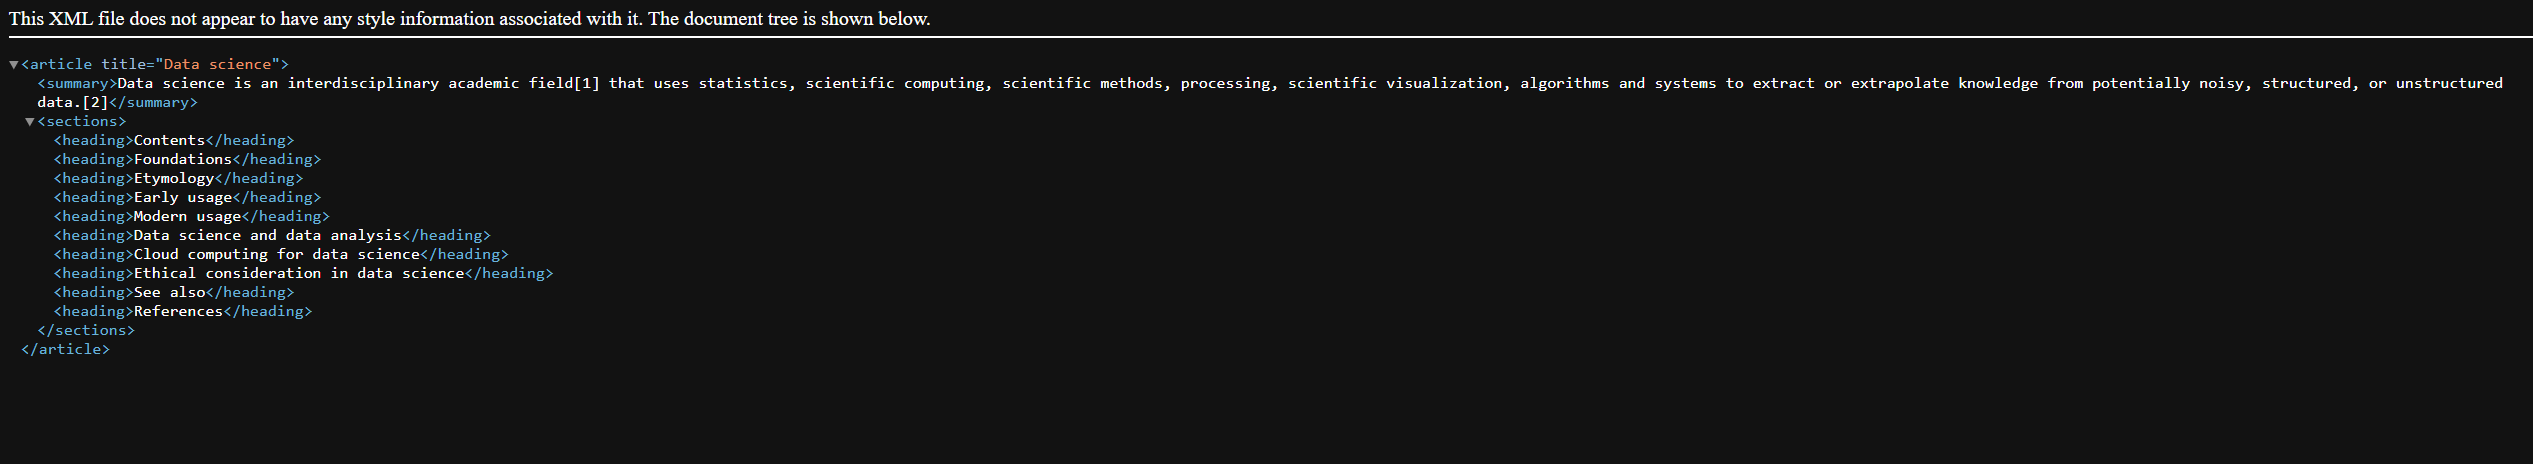 This XML file does not appear to have any style information associated with it. The document tree is shown below.
▼<article title="Data science">
<summary>Data science is an interdisciplinary academic field[1] that uses statistics, scientific computing, scientific methods, processing, scientific visualization, algorithms and systems to extract or extrapolate knowledge from potentially noisy, structured, or unstructured
data.[2]</summary>
▼<sections>
<heading>Contents</heading>
<heading>Foundations</heading>
<heading>Etymology</heading>
<heading>Early usage</heading>
<heading>Modern usage</heading>
<heading>Data science and data analysis</heading>
<heading>Cloud computing for data science</heading>
<heading>Ethical consideration in data science</heading>
<heading>See also</heading>
<heading>References</heading>
</sections>
</article>